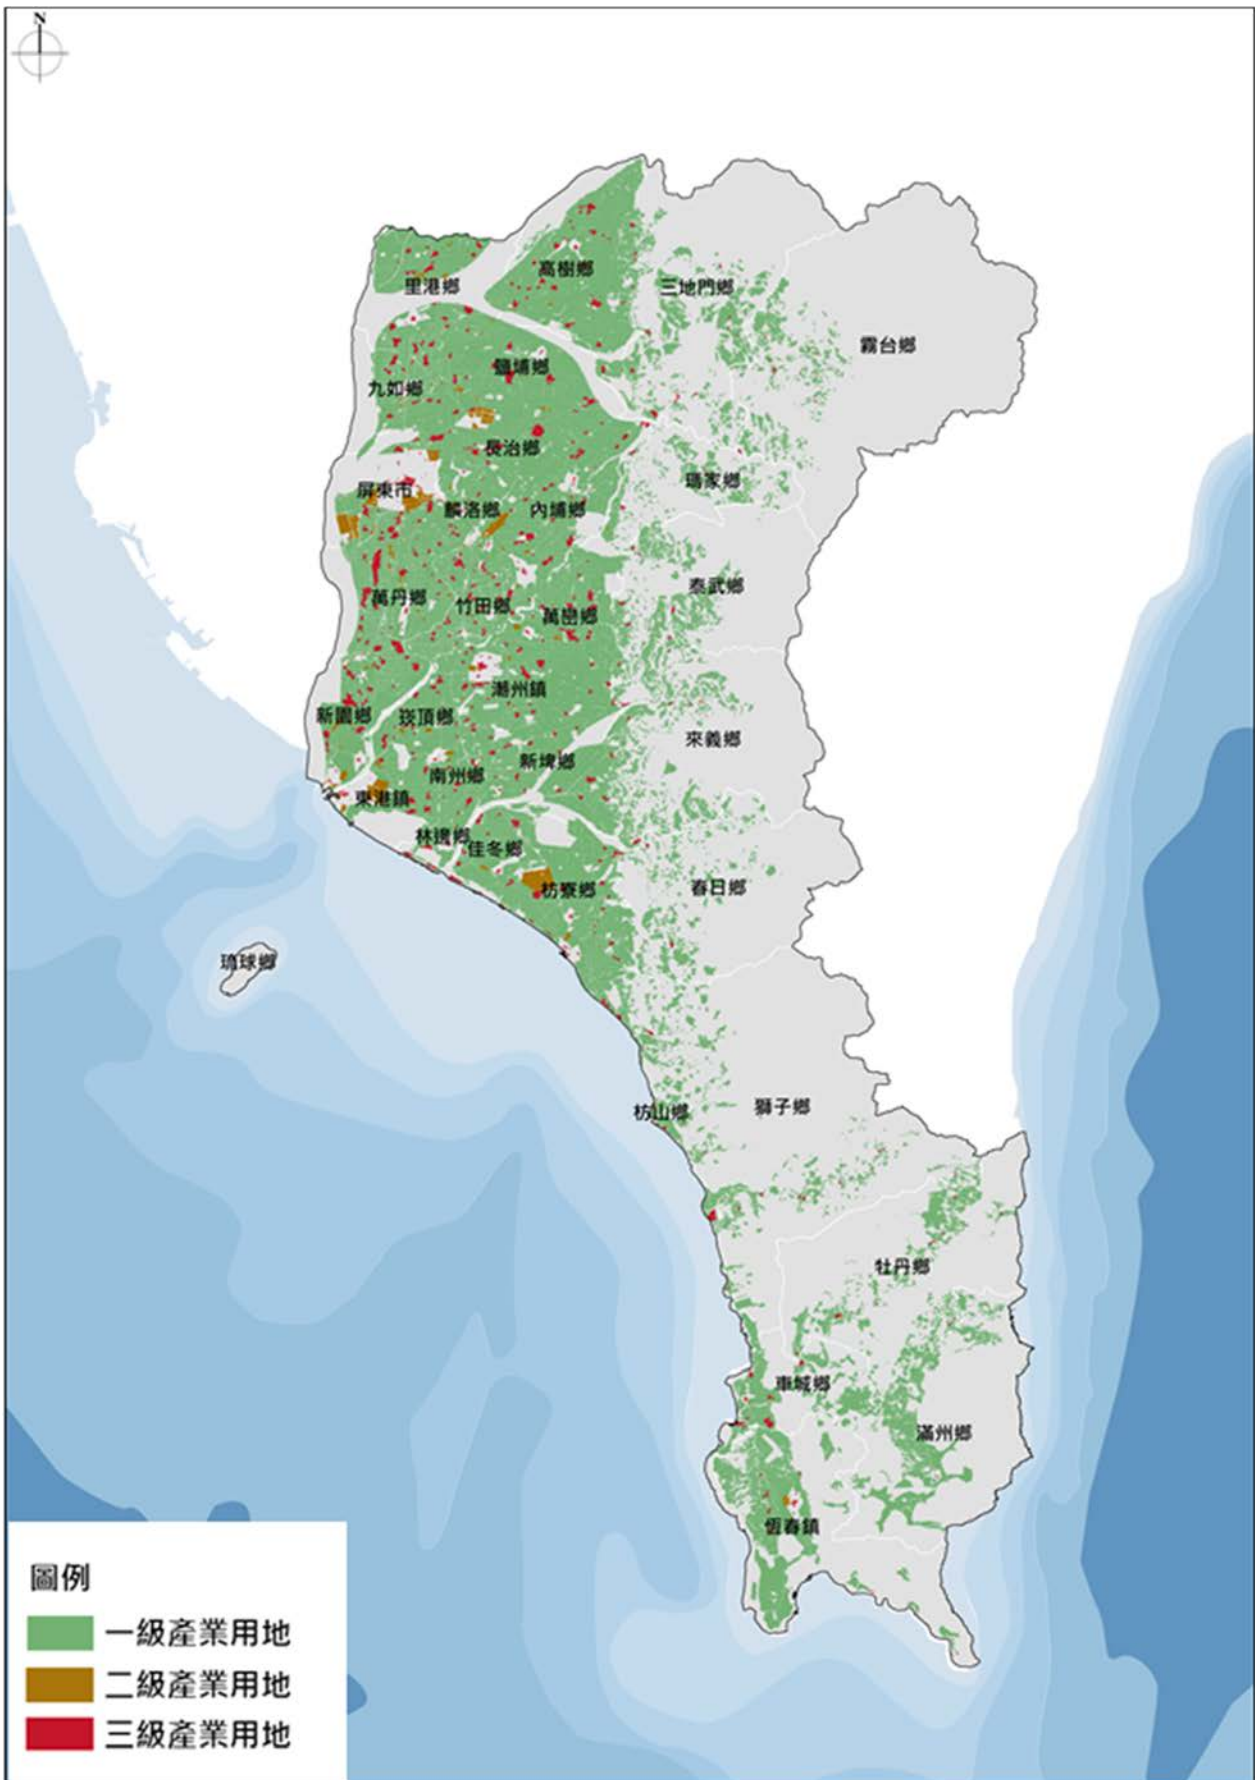 N
高樹鄉
里港鄉
三地門鄉
霧台鄉
鹽埔鄉
九如鄉
長治鄉
瑪家鄉
屏東市
麟洛鄉
內埔鄉
泰武鄉
萬丹鄉
竹田鄉
萬巒鄉
潮州鎮
新園鄉
崁頂鄉
來義鄉
新埤鄉
南州鄉
東港鎮
林邊鄉
佳冬鄉
枋寮鄉
春日鄉
琉球鄉
枋山鄉
獅子鄉
牡丹鄉
車城鄉
滿州鄉
恆春鎮
圖例
一級產業用地
二級產業用地
三級產業用地